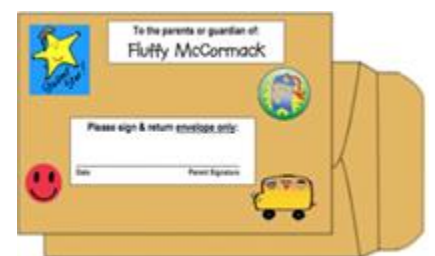 To the parents or guardian of:
Fluffy McCormack
Please sign & return envelope only:
Date Parent Signature